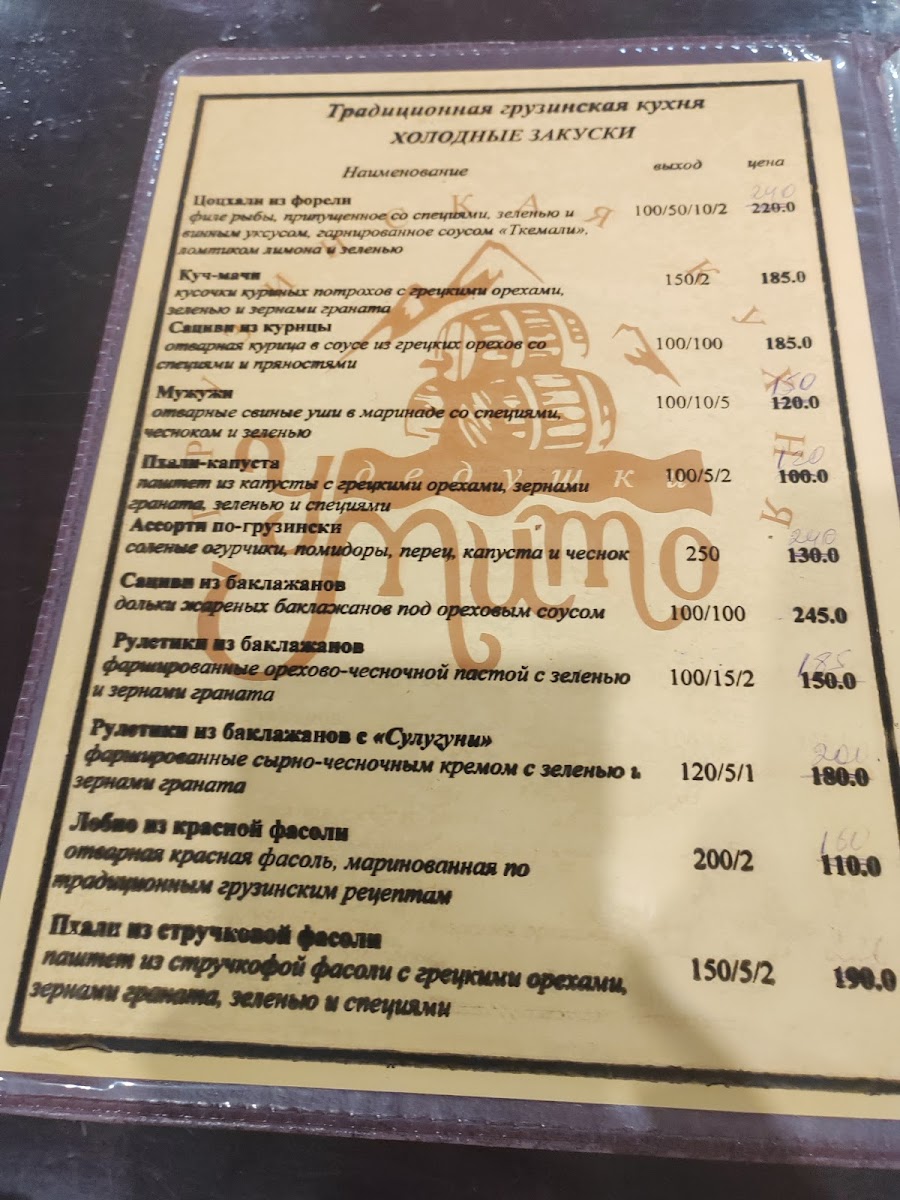 Традиционная грузинская кухня
ХОЛОДНЫЕ ЗАКУСКИ
Наименование выход цена
240
Цоцхали из форели 100/50/10/2 220.0
филе рыбы, припущенное со специями, зеленью и
винным уксусом, гарнированное соусом «Ткемали»,
ломтиком лимона и зеленью
Куч-мачи 150/2 185.0
кусочки куриных потрохов с грецкими орехами,
зеленью и зернами граната
Сациви из курицы 100/100 185.0
отварная курица в соусе из грецких орехов со
специями и пряностями
150
Мужужи 100/10/5 120.0
отварные свиные уши в маринаде со специями,
чесноком и зеленью
Пхали-капуста 100/5/2 100.0
паштет из капусты с грецкими орехами, зернами
граната, зеленью и специями
240
Ассорти по-грузински 250 130.0
соленые огурчики, помидоры, перец, капуста и чеснок
Сациви из баклажанов 100/100 245.0
дольки жареных баклажанов под ореховым соусом
185
Рулетики из баклажанов 100/15/2 150.0
фаршированные орехово-чесночной пастой с зеленью
и зернами граната
Рулетики из баклажанов с «Сулугуни»
фаршированные сырно-чесночным кремом с зеленью и 120/5/1 180.0
зернами граната
160
Лобио из красной фасоли 200/2 110.0
отварная красная фасоль, маринованная по
традиционным грузинским рецептам
Пхали из стручковой фасоли 150/5/2 190.0
паштет из стручкофой фасоли с грецкими орехами,
зернами граната, зеленью и специями
У дедушки
Тито
КУХНЯ